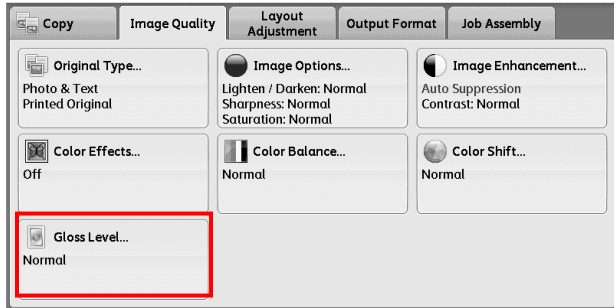 Copy
Image Quality
Layout
Adjustment
Output Format
Job Assembly
Original Type...
Photo & Text
Printed Original
Image Options...
Lighten / Darken: Normal
Sharpness: Normal
Saturation: Normal
Image Enhancement...
Auto Suppression
Contrast: Normal
Color Effects...
Off
Color Balance...
Normal
Color Shift...
Normal
Gloss Level...
Normal